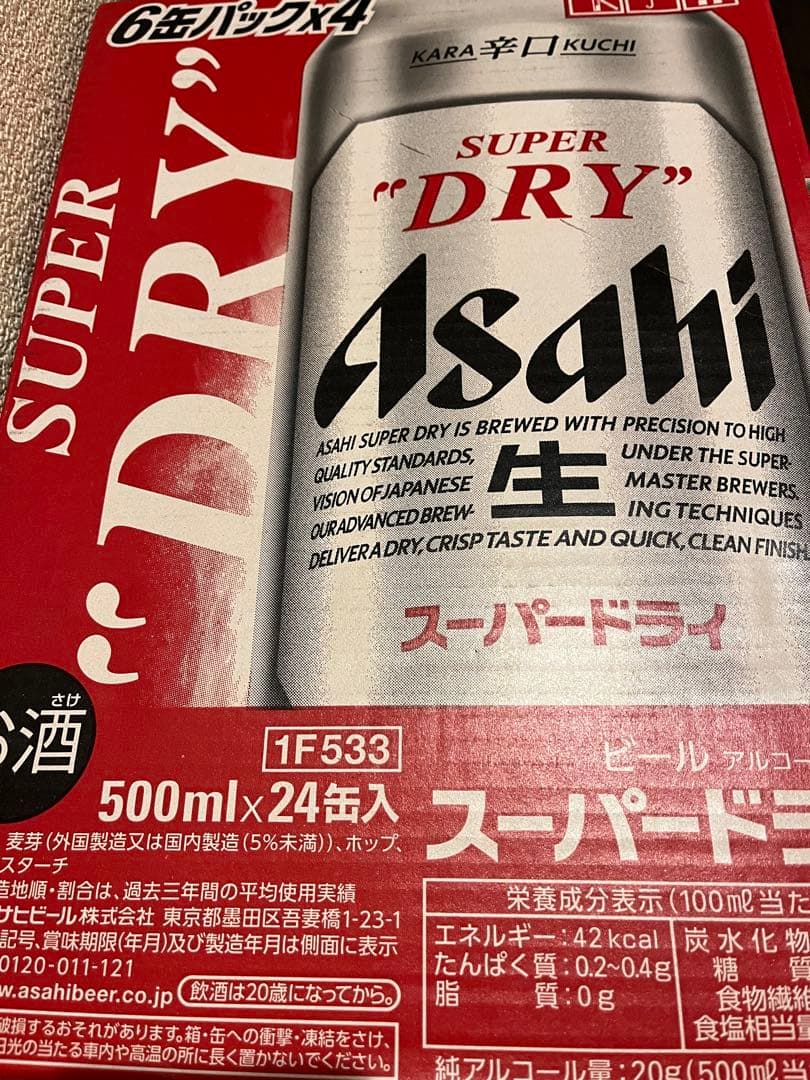 6缶パックx4
KARA 辛口 KUCHI
SUPER
“DRY”
SUPER
“DRY”
Asahi
ASAHI SUPER DRY IS BREWED WITH PRECISION TO HIGH
QUALITY STANDARDS, UNDER THE SUPER-
VISION OF JAPANESE 生 MASTER BREWERS.
OUR ADVANCED BREW- ING TECHNIQUES
DELIVER A DRY, CRISP TASTE AND QUICK, CLEAN FINISH.
スーパードライ
さけ
お酒
1F533
500ml×24缶入
ビール アルコー
スーパードラ
麦芽(外国製造又は国内製造(5%未満))、ホップ、
スターチ
造地順・割合は、過去三年間の平均使用実績
サヒビール株式会社 東京都墨田区吾妻橋1-23-1
記号、賞味期限(年月)及び製造年月は側面に表示
0120-011-121
w.asahibeer.co.jp 飲酒は20歳になってから。
破損するおそれがあります。箱・缶への衝撃・凍結をさけ、
日光の当たる車内や高温の所に長く置かないでください。
栄養成分表示(100ml当た
エネルギー:42kcal
たんぱく質:0.2~0.4g
脂 質:0g
炭水化物
糖 質
食物繊維
食塩相当量
純アルコール量:20g(500ml当